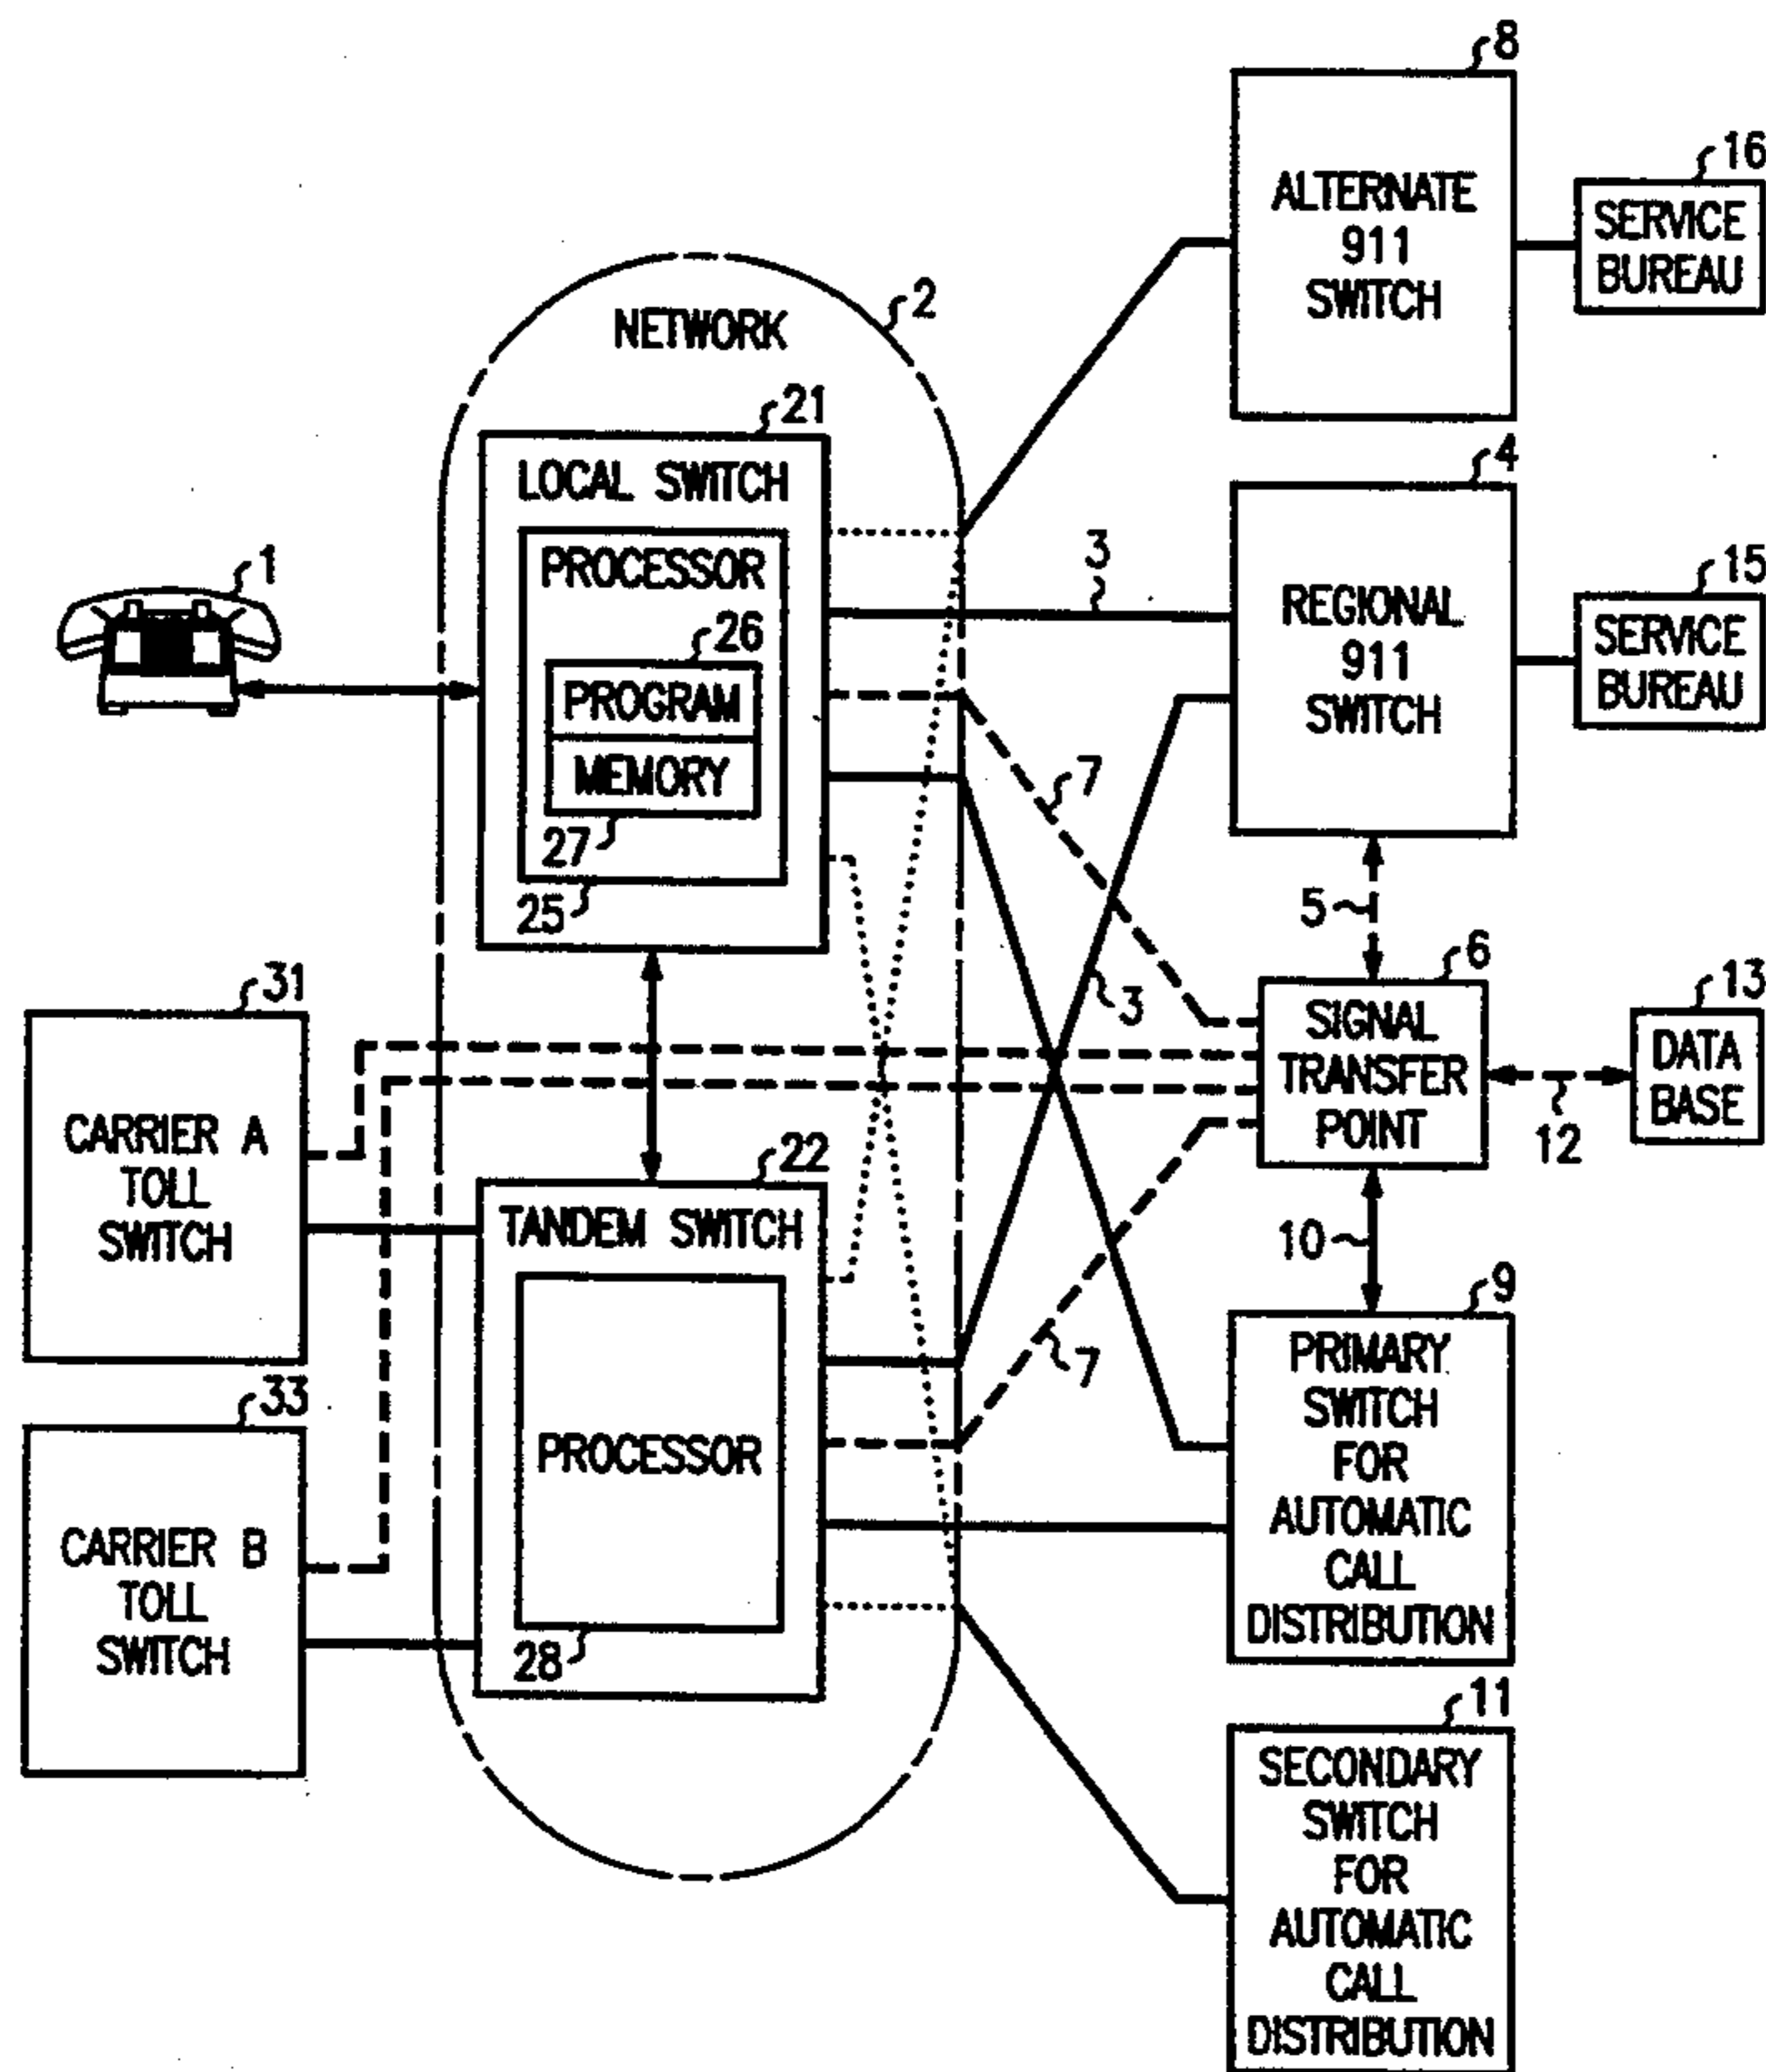 8
ALTERNATE
911
SWITCH
16
SERVICE
BUREAU
2
NETWORK
21
LOCAL SWITCH
PROCESSOR
26
PROGRAM
MEMORY
27
25
1
3
4
REGIONAL
911
SWITCH
15
SERVICE
BUREAU
7
5
3
6
SIGNAL
TRANSFER
POINT
13
DATA
BASE
12
31
CARRIER A
TOLL
SWITCH
22
TANDEM SWITCH
PROCESSOR
28
7
10
9
PRIMARY
SWITCH
FOR
AUTOMATIC
CALL
DISTRIBUTION
33
CARRIER B
TOLL
SWITCH
11
SECONDARY
SWITCH
FOR
AUTOMATIC
CALL
DISTRIBUTION